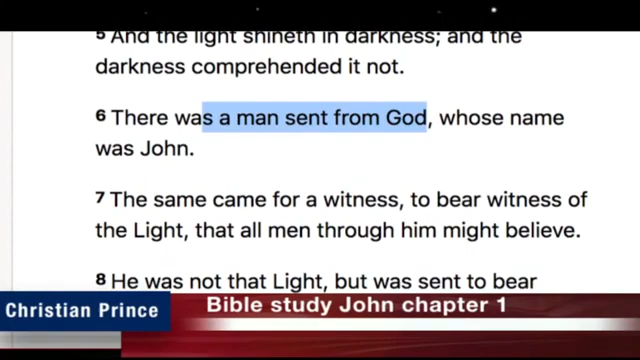 5 And the light shineth in darkness; and the
darkness comprehended it not.
6 There was a man sent from God, whose name
was John.
7 The same came for a witness, to bear witness of
the Light, that all men through him might believe.
8 He was not that Light, but was sent to bear
Christian Prince
Bible study John chapter 1